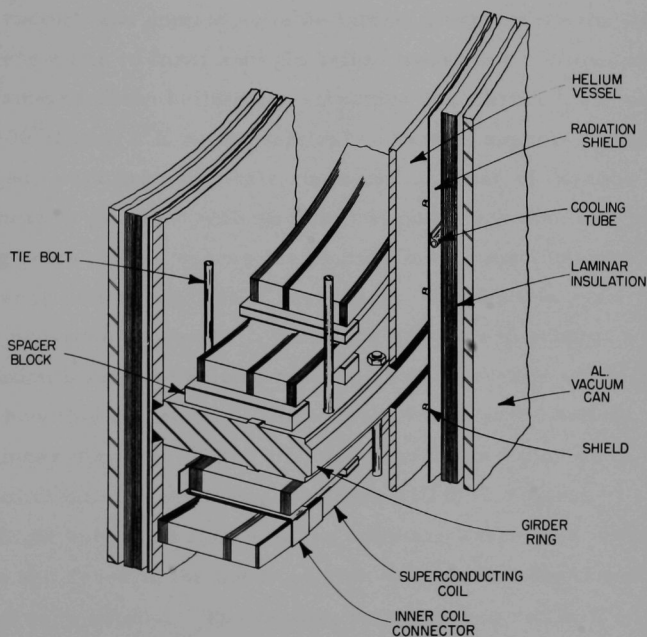 HELIUM
VESSEL
RADIATION
SHIELD
COOLING
TUBE
TIE BOLT
LAMINAR
INSULATION
SPACER
BLOCK
AL.
VACUUM
CAN
SHIELD
GIRDER
RING
SUPERCONDUCTING
COIL
INNER COIL
CONNECTOR